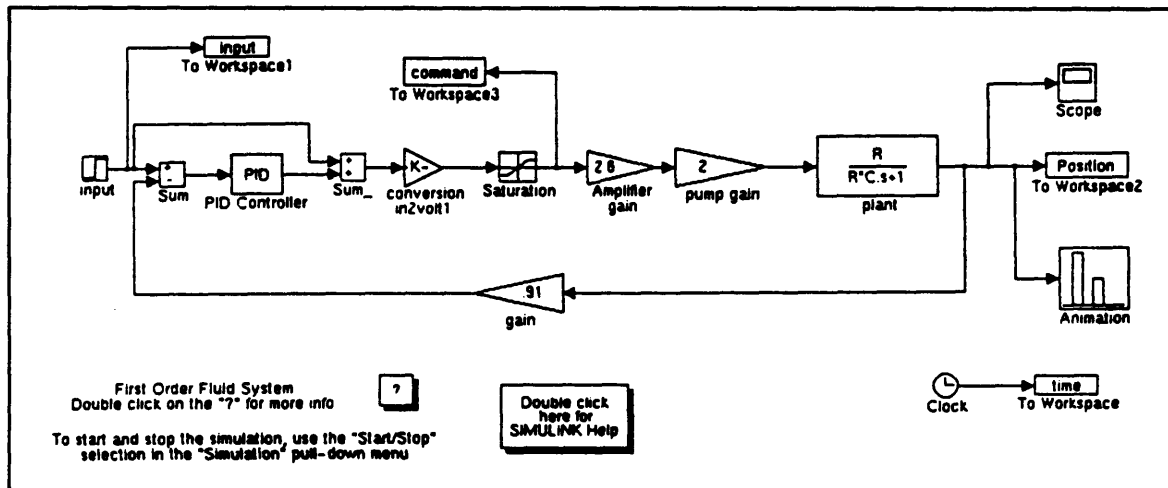 input
To Workspace1
command
To Workspace3
Scope
input
Sum
PID
PID Controller
Sum_
K-
conversion
in2volt1
Saturation
2 6
Amplifier
gain
2
pump gain
R
R*C.s+1
plant
Position
To Workspace2
.91
gain
Animation
First Order Fluid System
Double click on the "?" for more info
?
To start and stop the simulation, use the "Start/Stop"
selection in the "Simulation" pull-down menu
Double click
here for
SIMULINK Help
Clock
time
To Workspace